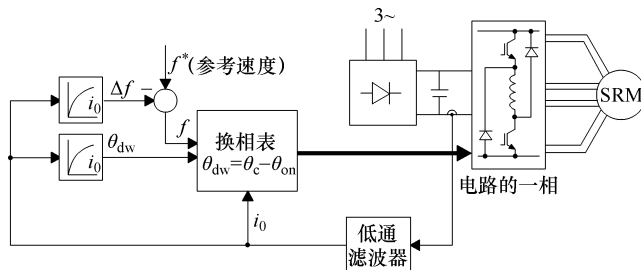 3~
f*(参考速度)
Δf
−
i₀
SRM
f
θdw
i₀
换相表
θdw=θc−θon
电路的一相
i₀
低通
滤波器